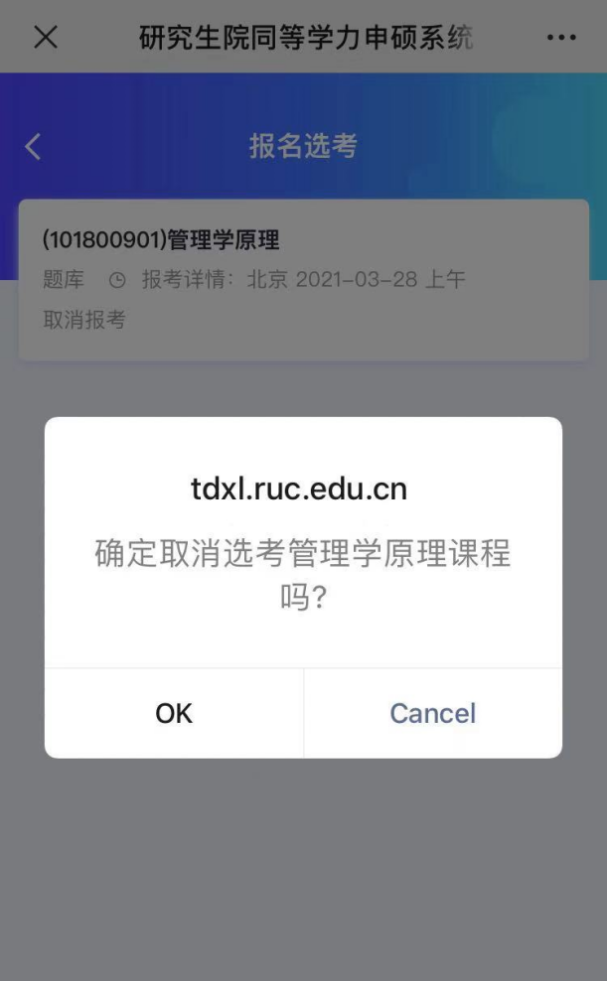 研究生院同等学力申硕系统
报名选考
(101800901)管理学原理
题库 报考详情：北京 2021-03-28 上午
取消报考
tdxl.ruc.edu.cn
确定取消选考管理学原理课程
吗?
OK Cancel